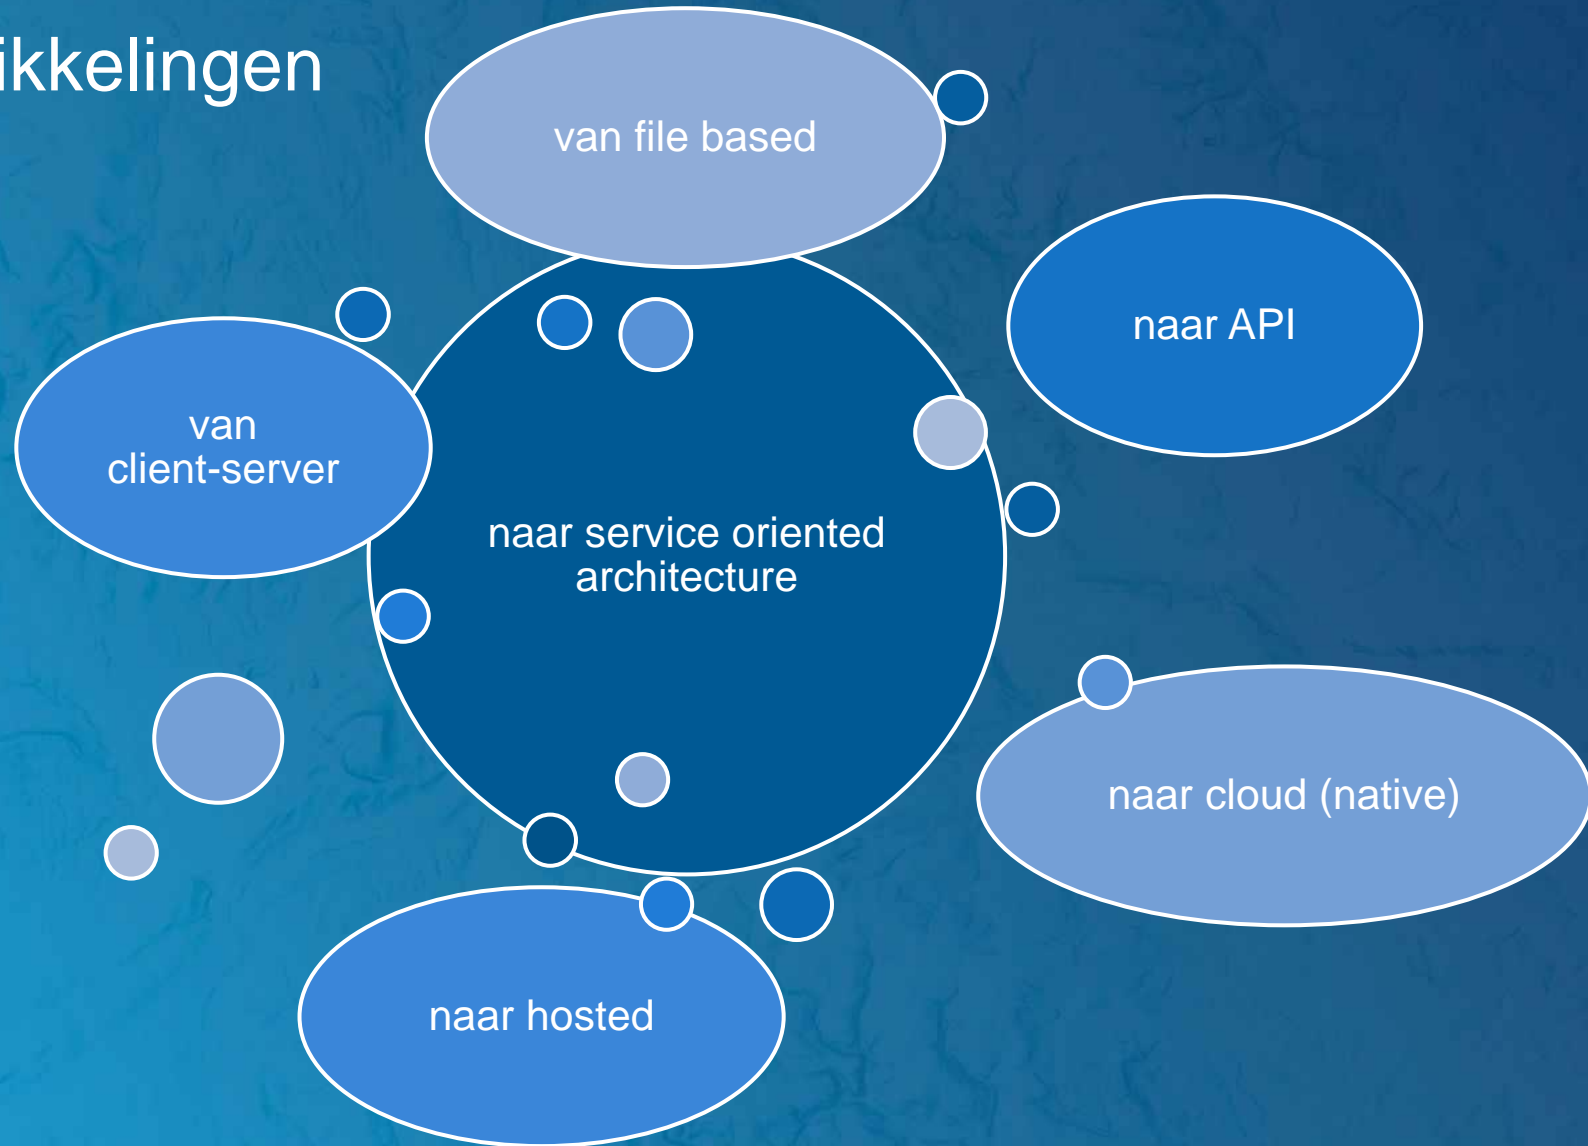 ikkelingen
van file based
naar API
van
client-server
naar service oriented
architecture
naar cloud (native)
naar hosted